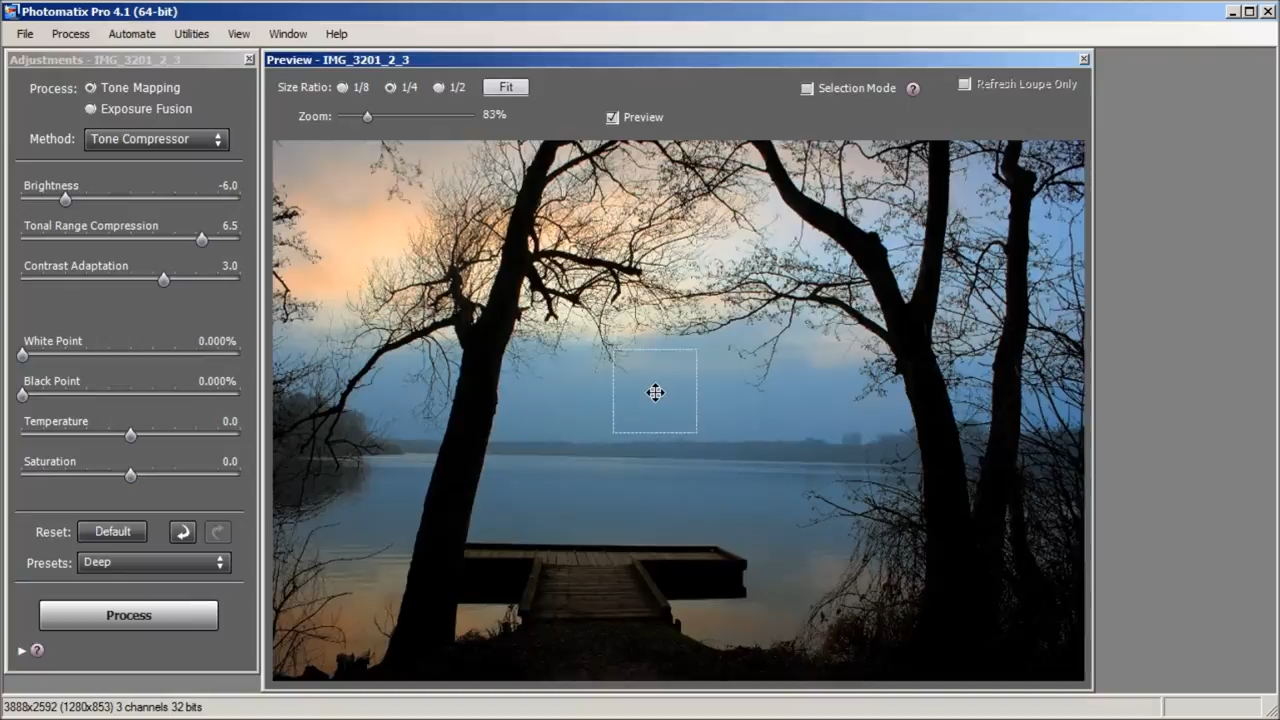 Photomatix Pro 4.1 (64-bit)
File Process Automate Utilities View Window Help
Adjustments - IMG_3201_2_3
Process: Tone Mapping
Exposure Fusion
Method: Tone Compressor
Brightness -6.0
Tonal Range Compression 6.5
Contrast Adaptation 3.0
White Point 0.000%
Black Point 0.000%
Temperature 0.0
Saturation 0.0
Reset: Default
Presets: Deep
Process
?
Preview - IMG_3201_2_3
Size Ratio: 1/8 1/4 1/2 Fit
Selection Mode ? Refresh Loupe Only
Zoom: 83% Preview
3888x2592 (1280x853) 3 channels 32 bits